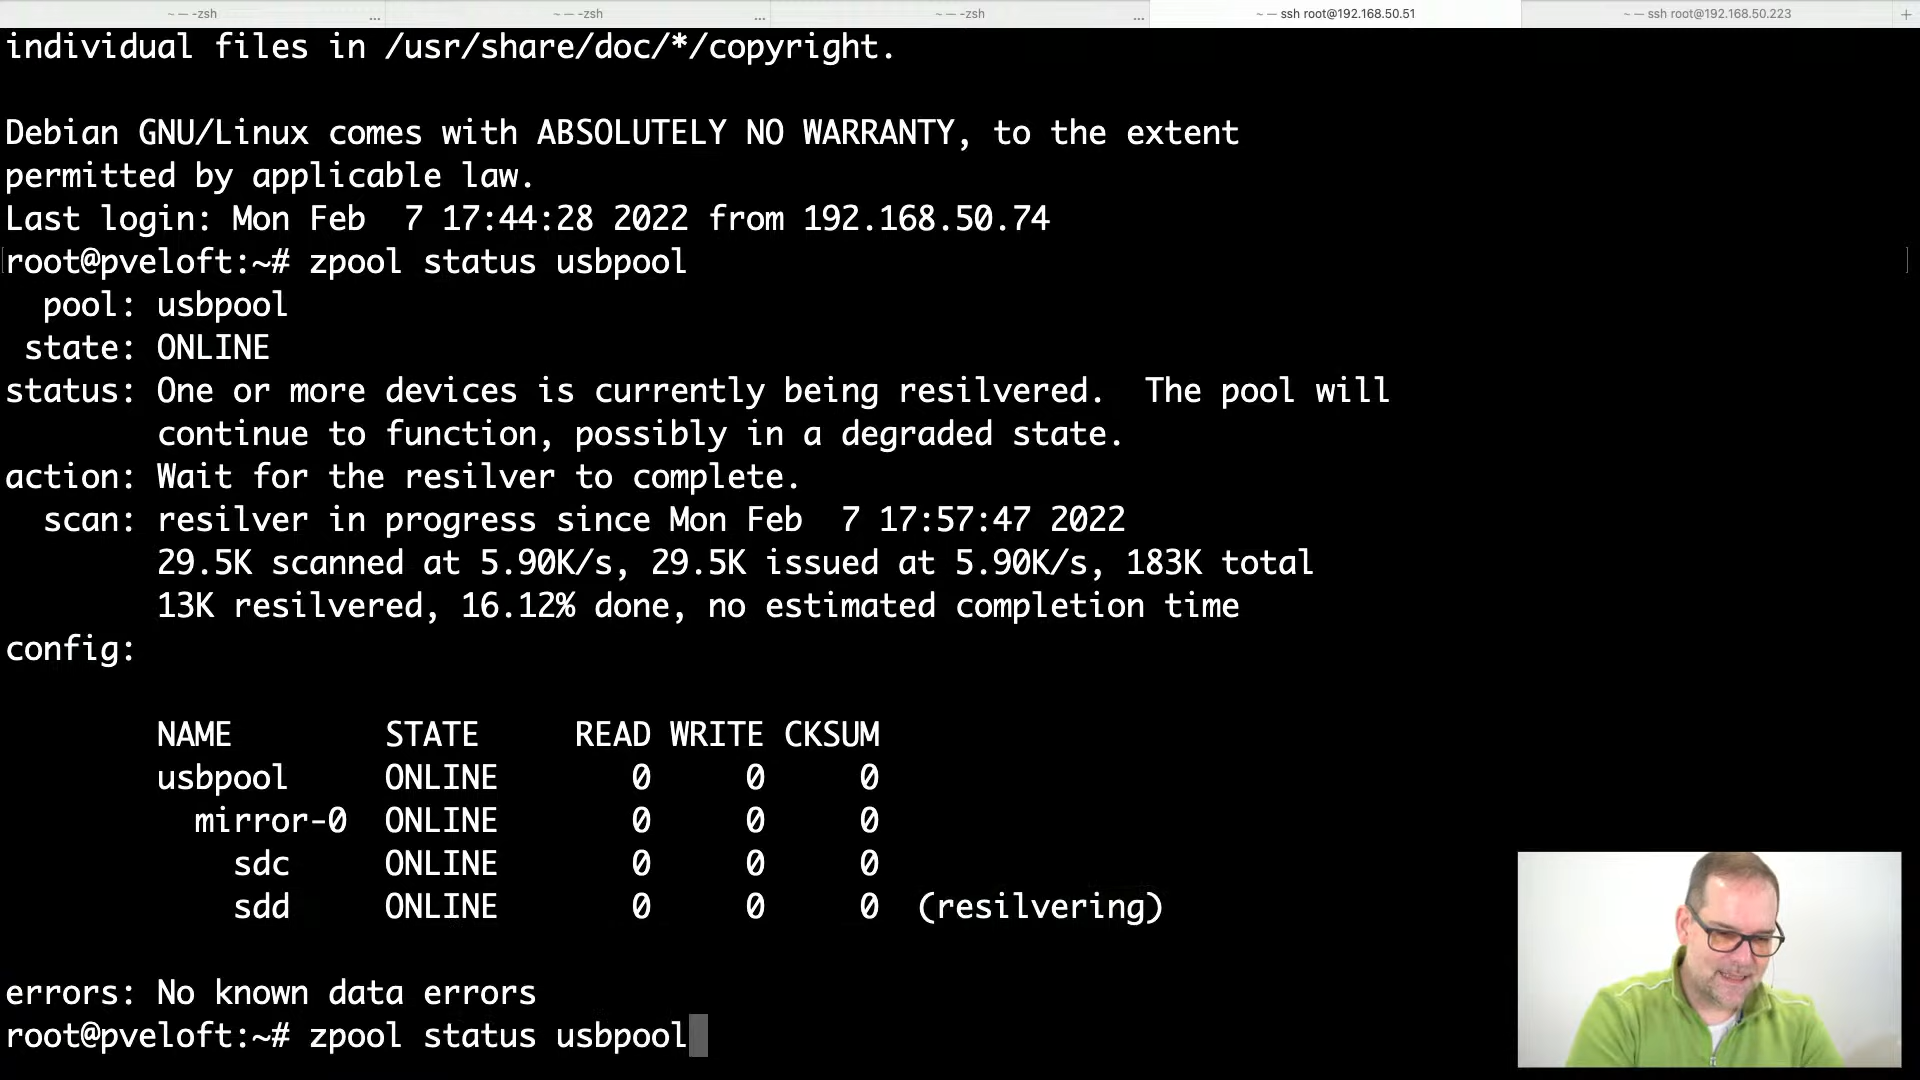 ~ — -zsh ... ~ — -zsh ... ~ — -zsh ... ~ — ssh root@192.168.50.51 ~ — ssh root@192.168.50.223 +
individual files in /usr/share/doc/*/copyright.
Debian GNU/Linux comes with ABSOLUTELY NO WARRANTY, to the extent
permitted by applicable law.
Last login: Mon Feb  7 17:44:28 2022 from 192.168.50.74
root@pveloft:~# zpool status usbpool
  pool: usbpool
 state: ONLINE
status: One or more devices is currently being resilvered.  The pool will
        continue to function, possibly in a degraded state.
action: Wait for the resilver to complete.
  scan: resilver in progress since Mon Feb  7 17:57:47 2022
        29.5K scanned at 5.90K/s, 29.5K issued at 5.90K/s, 183K total
        13K resilvered, 16.12% done, no estimated completion time
config:
        NAME        STATE     READ WRITE CKSUM
        usbpool     ONLINE       0     0     0
          mirror-0  ONLINE       0     0     0
            sdc     ONLINE       0     0     0
            sdd     ONLINE       0     0     0  (resilvering)
errors: No known data errors
root@pveloft:~# zpool status usbpool